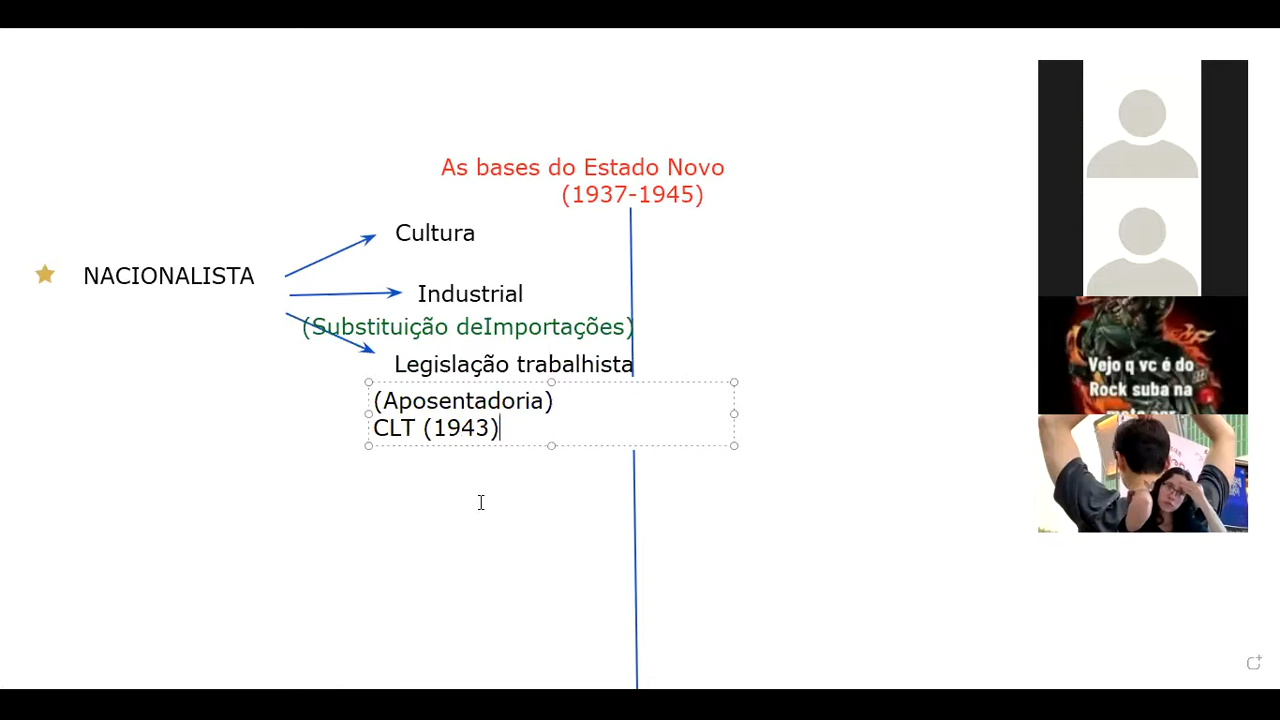 As bases do Estado Novo
(1937-1945)
Cultura
NACIONALISTA
Industrial
(Substituição deImportações)
Legislação trabalhista
(Aposentadoria)
CLT (1943)
Vejo q vc é do
Rock suba na